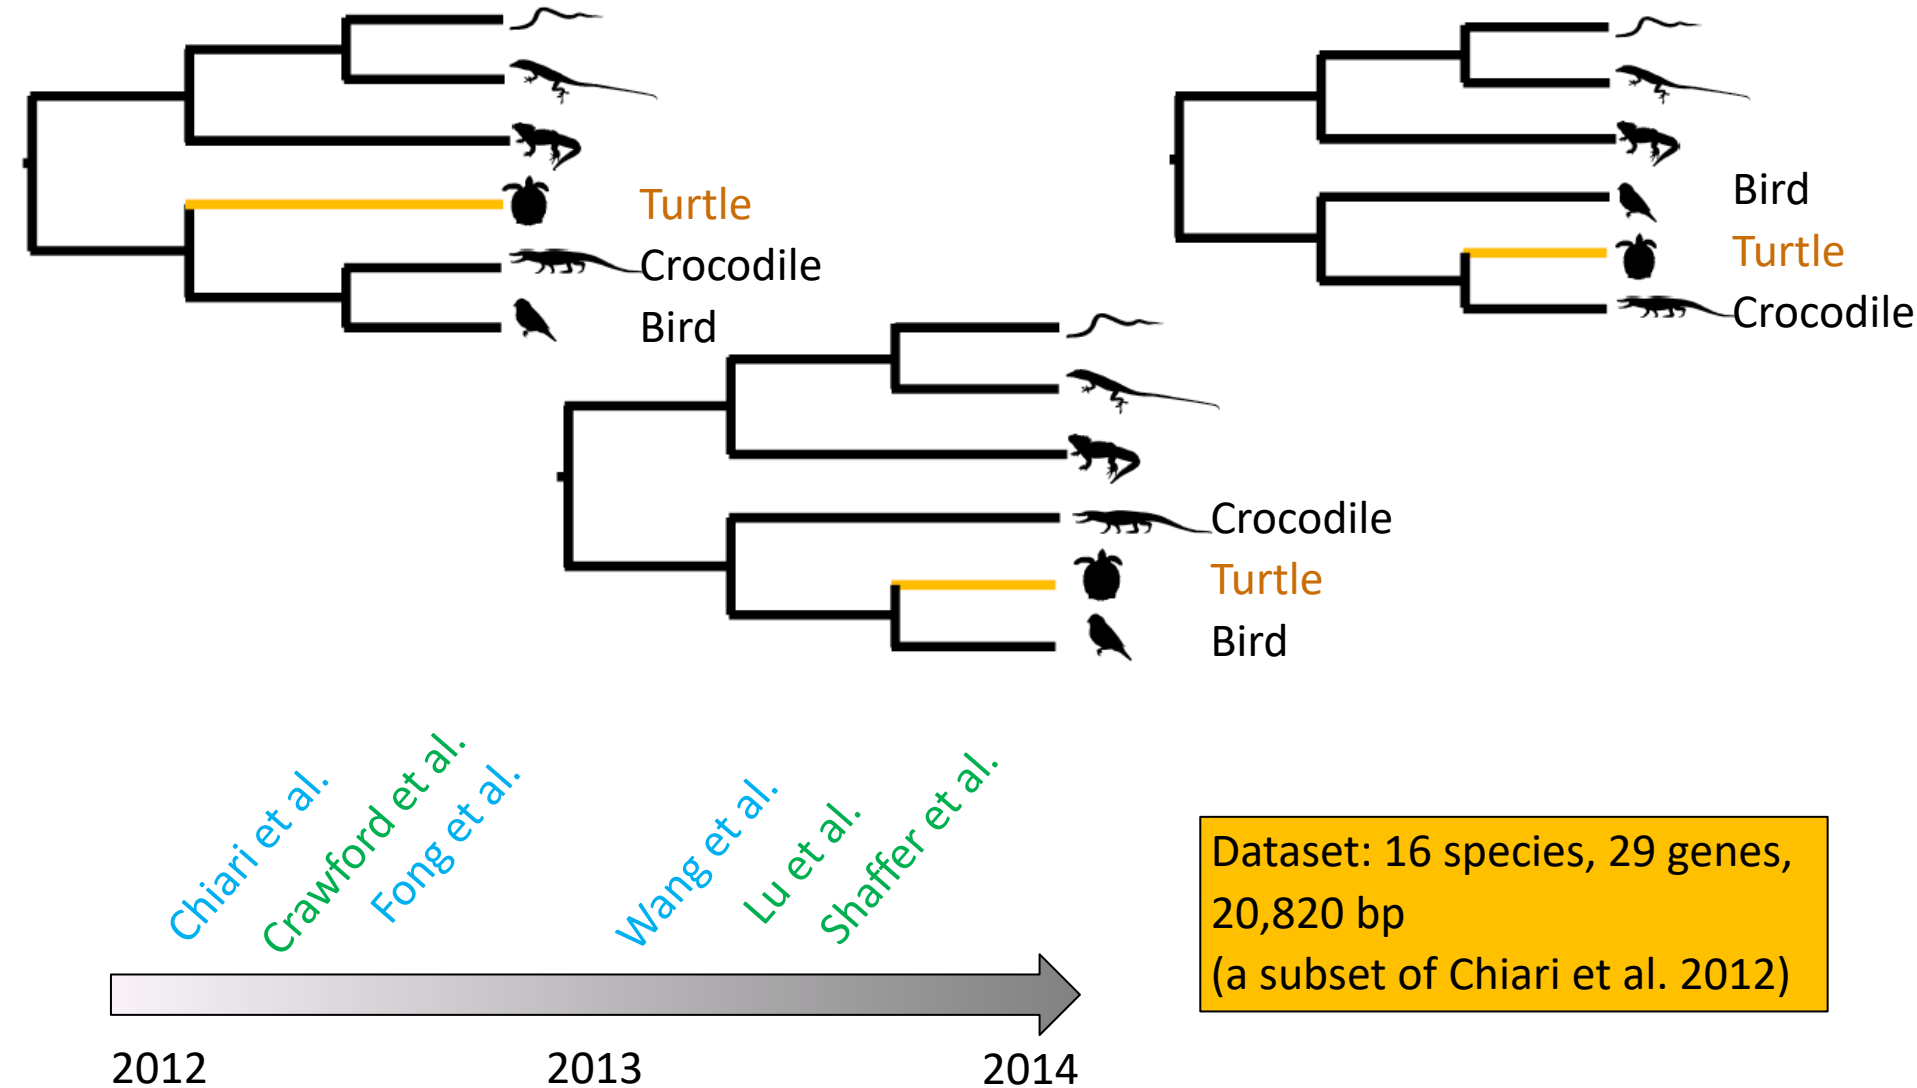 Turtle
Crocodile
Bird
Bird
Turtle
Crocodile
Crocodile
Turtle
Bird
Chiari et al.
Crawford et al.
Fong et al.
Wang et al.
Lu et al.
Shaffer et al.
2012
2013
2014
Dataset: 16 species, 29 genes,
20,820 bp
(a subset of Chiari et al. 2012)